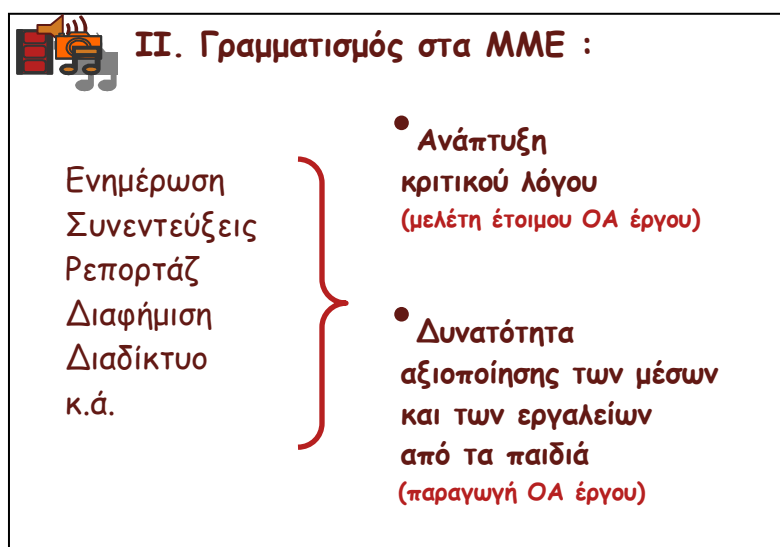 II. Γραμματισμός στα ΜΜΕ :
Ενημέρωση
Συνεντεύξεις
Ρεπορτάζ
Διαφήμιση
Διαδίκτυο
κ.ά.
• Ανάπτυξη
κριτικού λόγου
(μελέτη έτοιμου ΟΑ έργου)
• Δυνατότητα
αξιοποίησης των μέσων
και των εργαλείων
από τα παιδιά
(παραγωγή ΟΑ έργου)